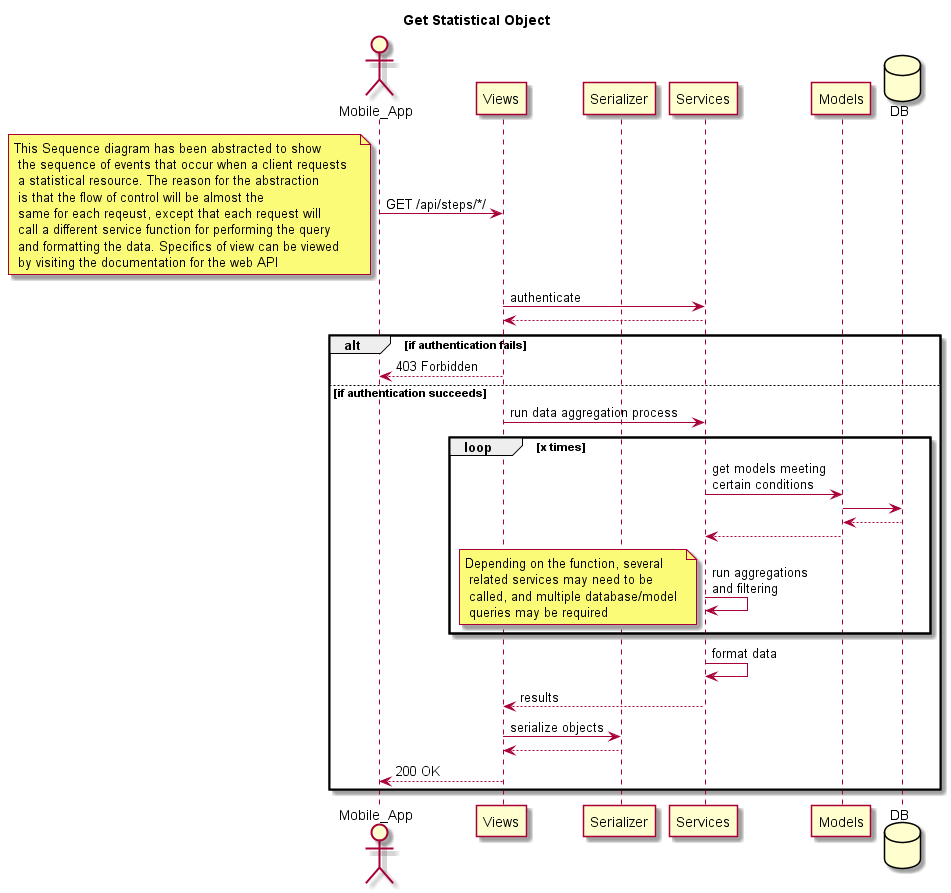 Get Statistical Object
Mobile_App
Views
Serializer
Services
Models
DB
This Sequence diagram has been abstracted to show
the sequence of events that occur when a client requests
a statistical resource. The reason for the abstraction
is that the flow of control will be almost the
same for each reqeust, except that each request will
call a different service function for performing the query
and formatting the data. Specifics of view can be viewed
by visiting the documentation for the web API
GET /api/steps/*/
authenticate
alt [if authentication fails]
403 Forbidden
[if authentication succeeds]
run data aggregation process
loop [x times]
get models meeting
certain conditions
Depending on the function, several
related services may need to be
called, and multiple database/model
queries may be required
run aggregations
and filtering
format data
results
serialize objects
200 OK
Mobile_App
Views
Serializer
Services
Models
DB